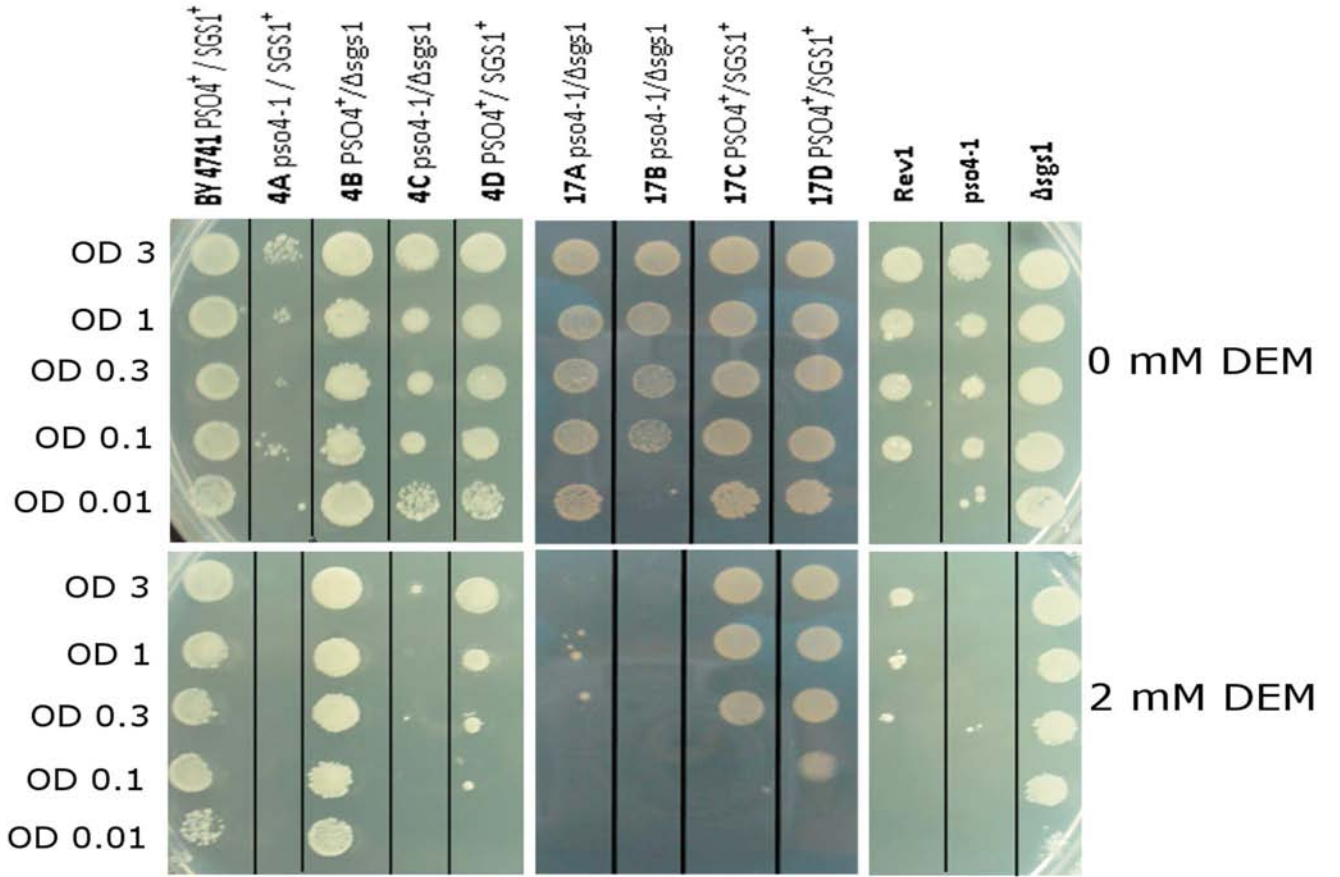 BY 4741 PSO4⁺ / SGS1⁺
4A pso4-1 / SGS1⁺
4B PSO4⁺/Δsgs1
4C pso4-1/Δsgs1
4D PSO4⁺/ SGS1⁺
17A pso4-1/Δsgs1
17B pso4-1/Δsgs1
17C PSO4⁺/SGS1⁺
17D PSO4⁺/SGS1⁺
Rev1
pso4-1
Δsgs1
OD 3
OD 1
OD 0.3
OD 0.1
OD 0.01
0 mM DEM
OD 3
OD 1
OD 0.3
OD 0.1
OD 0.01
2 mM DEM